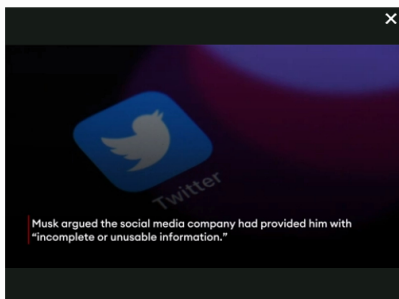 Twitter
Musk argued the social media company had provided him with
“incomplete or unusable information.”